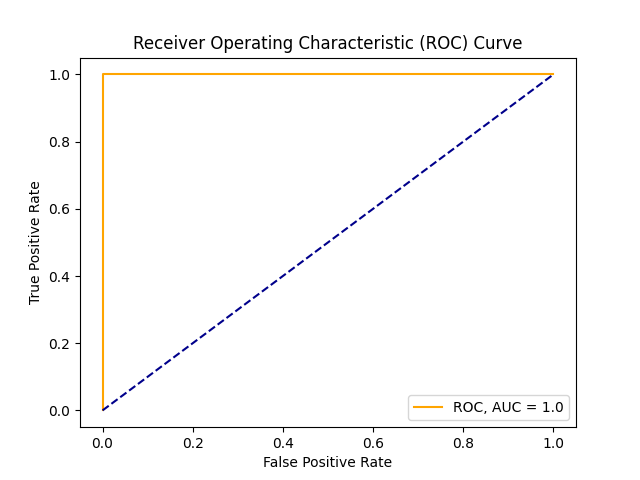 Receiver Operating Characteristic (ROC) Curve
1.0
0.8
0.6
0.4
0.2
0.0
True Positive Rate
ROC, AUC = 1.0
0.0 0.2 0.4 0.6 0.8 1.0
False Positive Rate